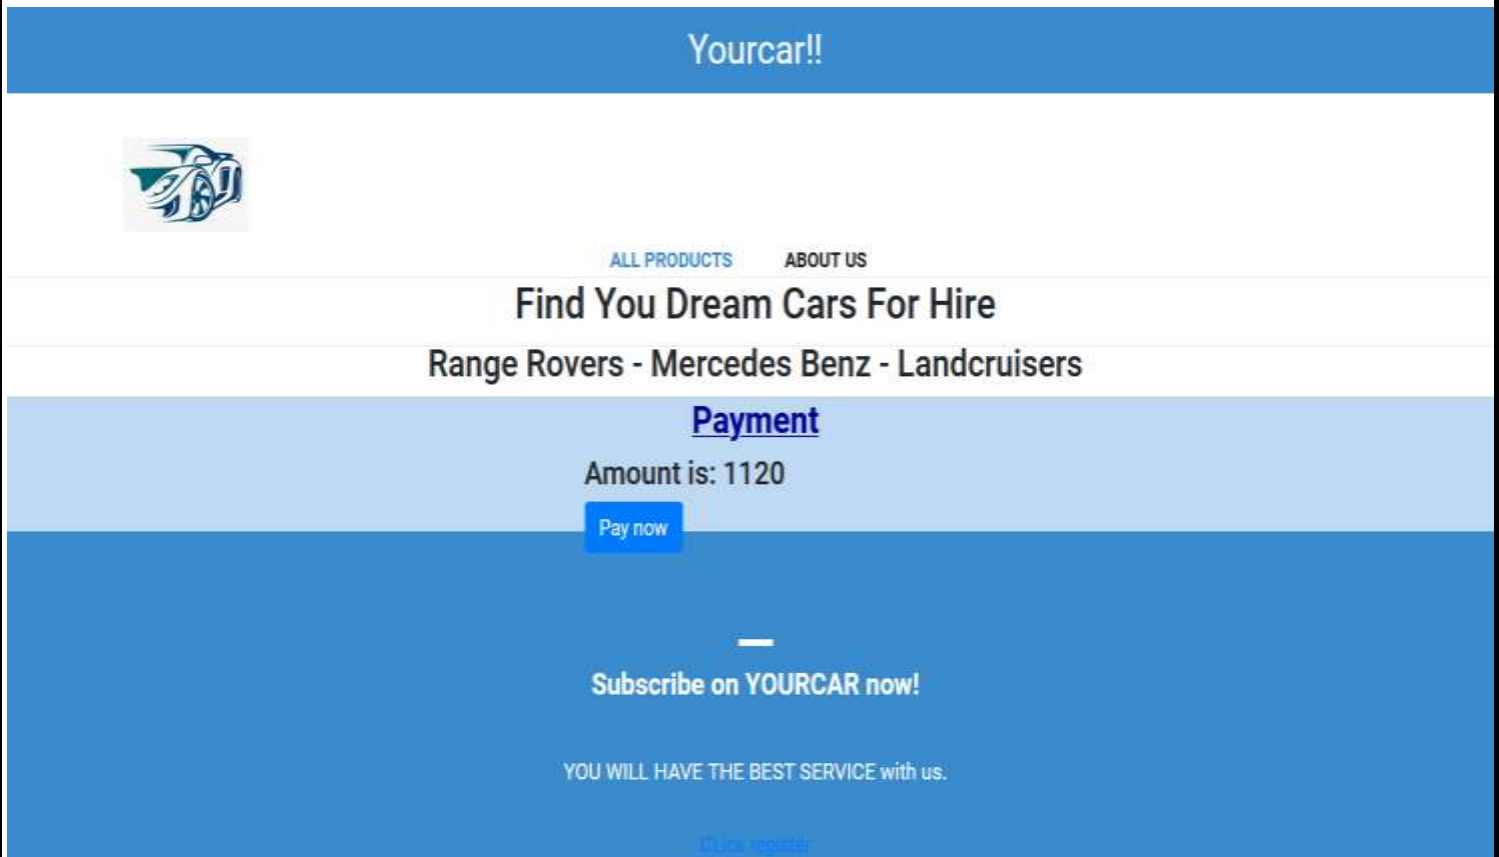 Yourcar!!
ALL PRODUCTS ABOUT US
Find You Dream Cars For Hire
Range Rovers - Mercedes Benz - Landcruisers
Payment
Amount is: 1120
Pay now
Subscribe on YOURCAR now!
YOU WILL HAVE THE BEST SERVICE with us.
register